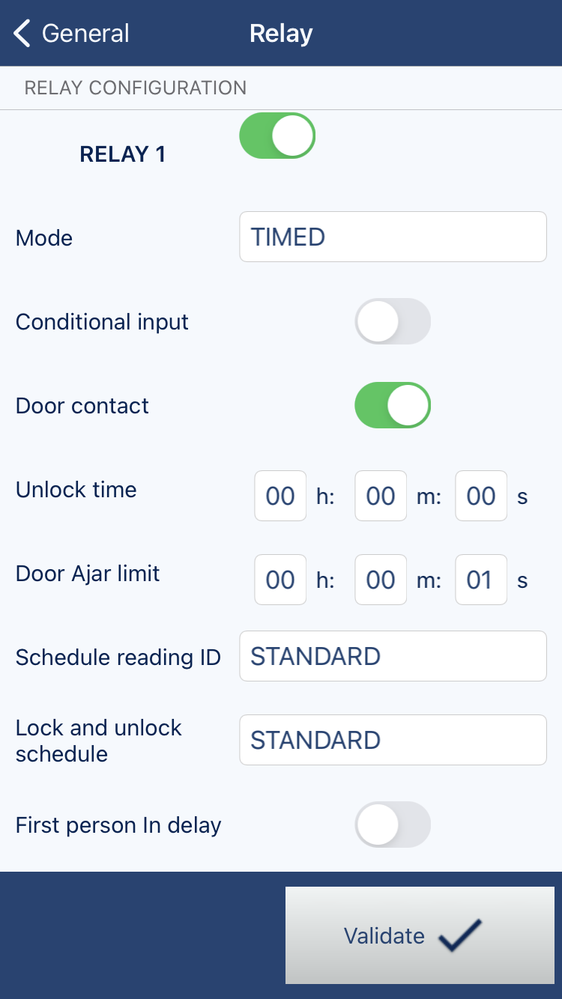 General
Relay
RELAY CONFIGURATION
RELAY 1
Mode
TIMED
Conditional input
Door contact
Unlock time
00 h: 00 m: 00 s
Door Ajar limit
00 h: 00 m: 01 s
Schedule reading ID
STANDARD
Lock and unlock
schedule
STANDARD
First person In delay
Validate